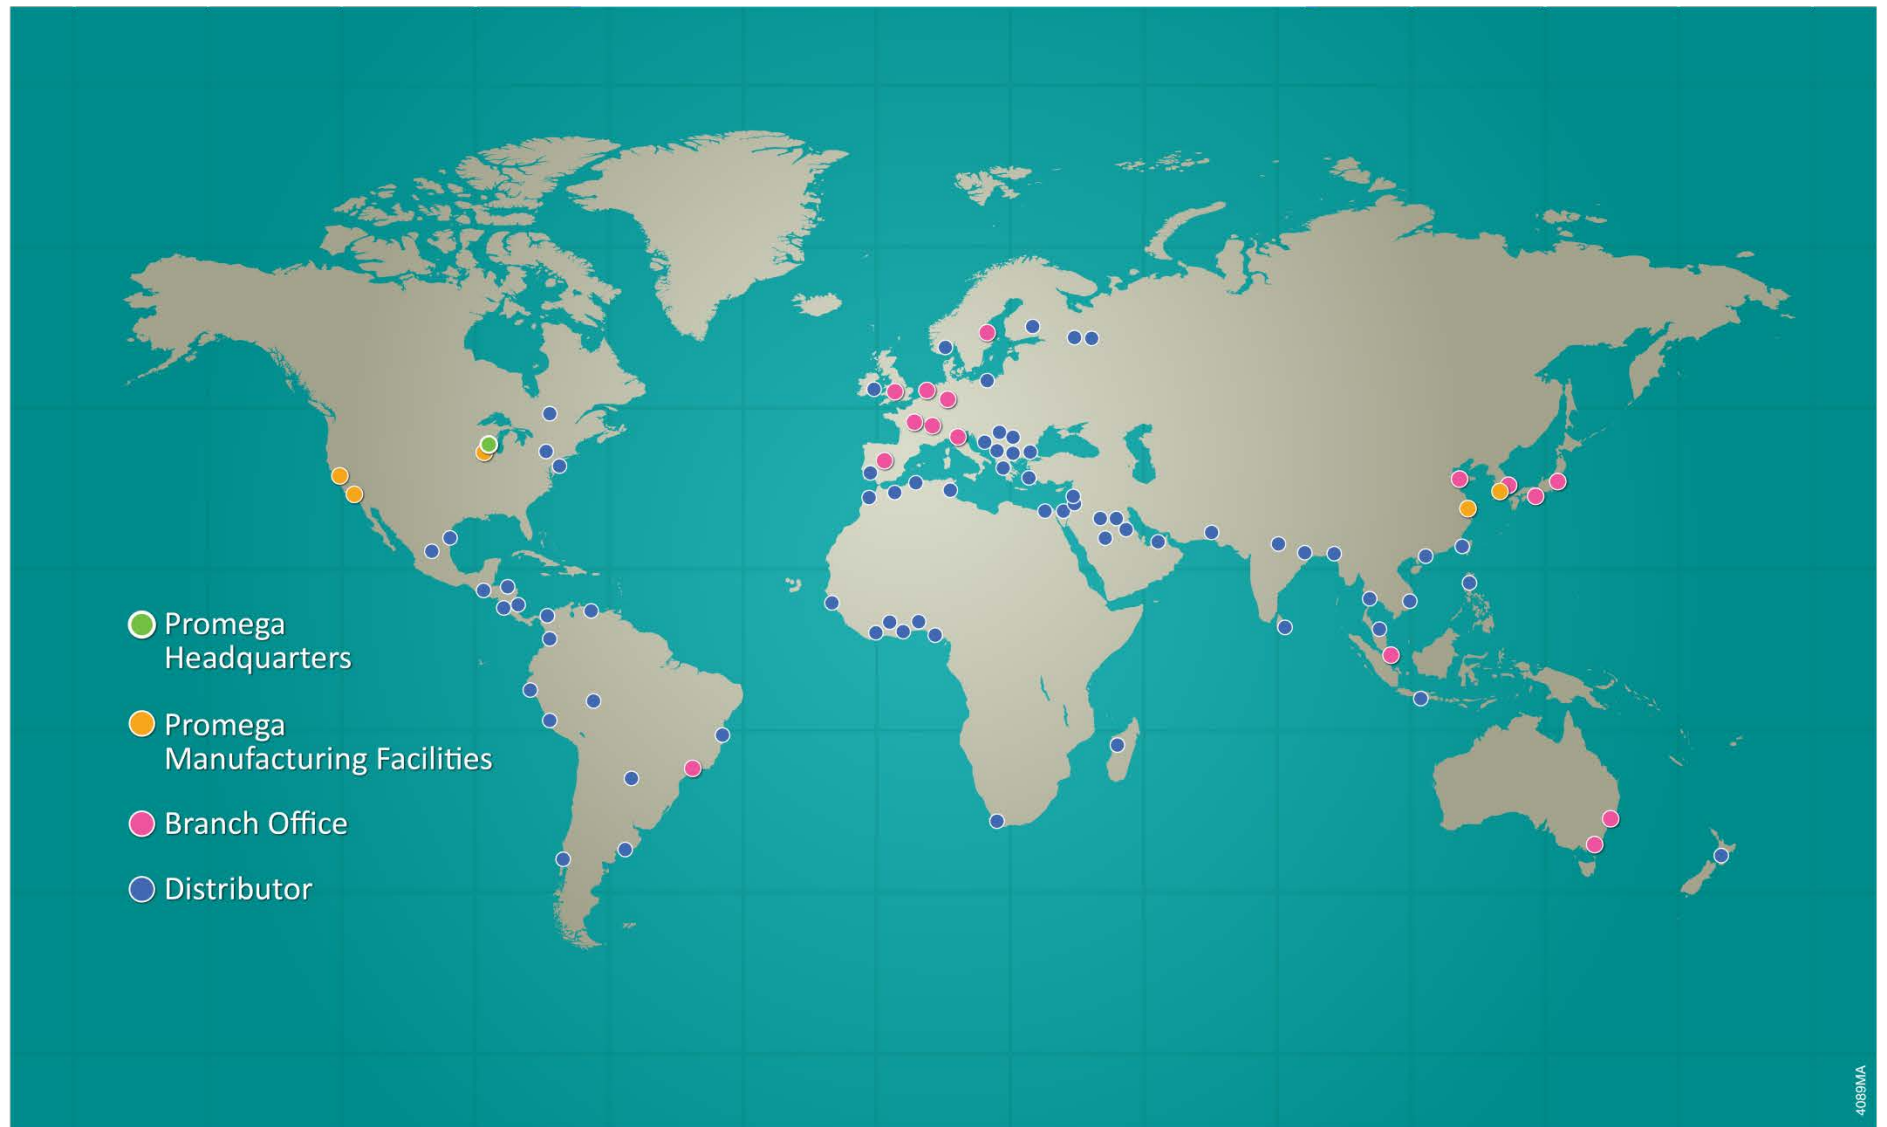 Promega
Headquarters
Promega
Manufacturing Facilities
Branch Office
Distributor
4089MA